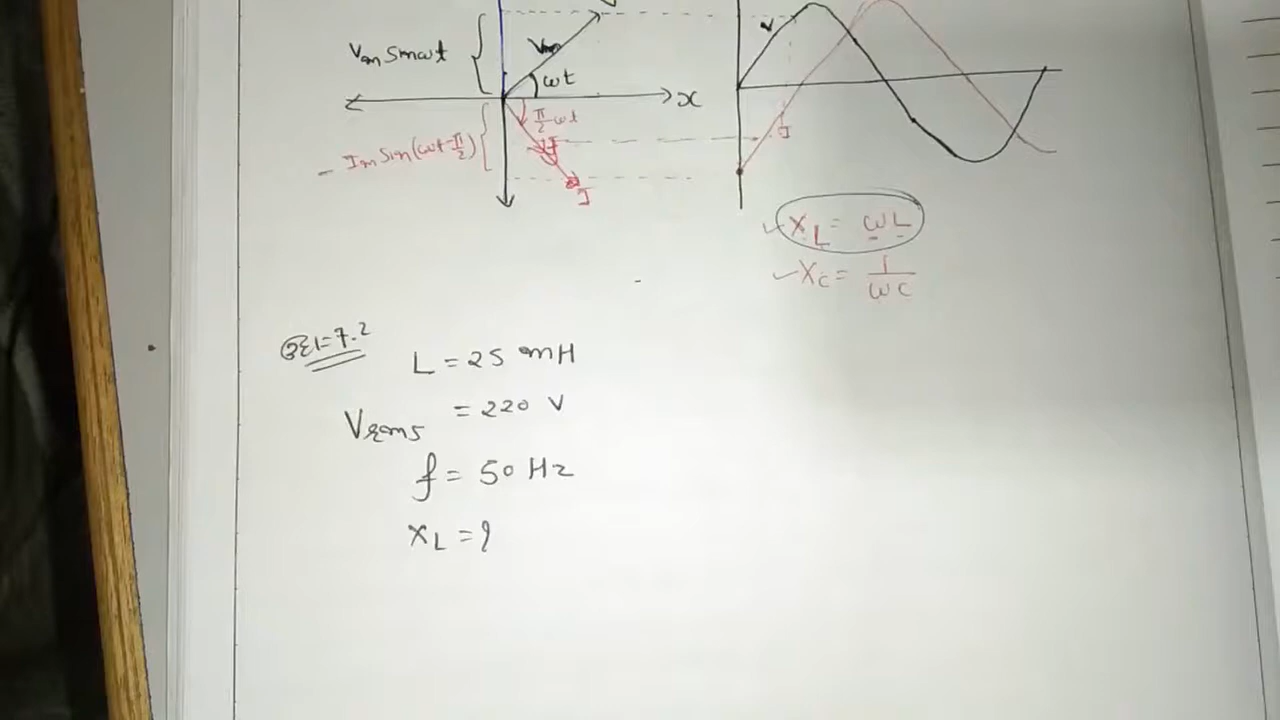 Vm Sinωt
Vm
ωt
x
π/2 - ωt
- Im Sin(ωt-π/2)
I
V
I
XL = ωL
XC = 1/ωC
= 7.2
L = 25 mH
Vrms = 220 V
f = 50 Hz
XL = ?